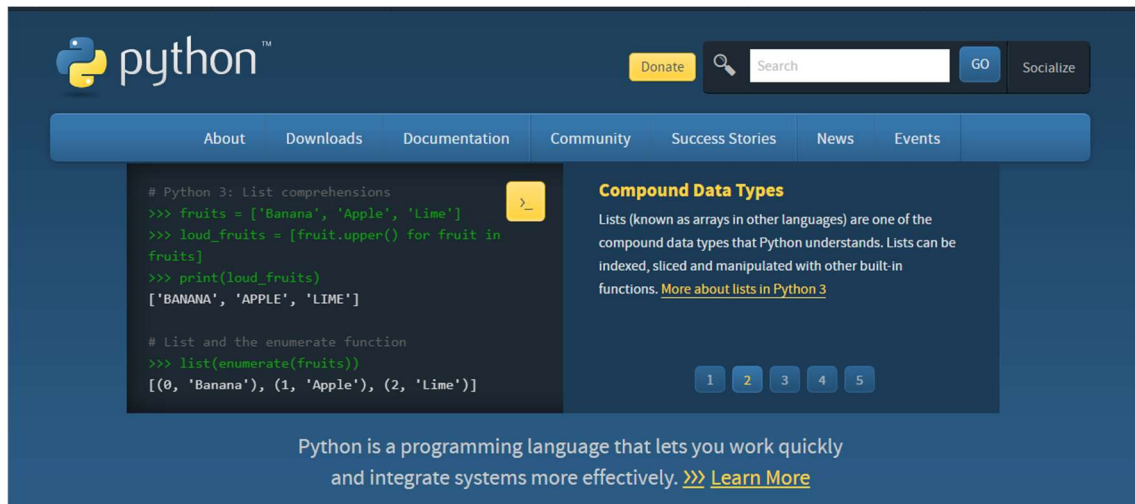 python™
Donate
Search
GO
Socialize
About Downloads Documentation Community Success Stories News Events
# Python 3: List comprehensions
>>> fruits = ['Banana', 'Apple', 'Lime']
>>> loud_fruits = [fruit.upper() for fruit in
fruits]
>>> print(loud_fruits)
['BANANA', 'APPLE', 'LIME']
# List and the enumerate function
>>> list(enumerate(fruits))
[(0, 'Banana'), (1, 'Apple'), (2, 'Lime')]
>_
Compound Data Types
Lists (known as arrays in other languages) are one of the
compound data types that Python understands. Lists can be
indexed, sliced and manipulated with other built-in
functions. More about lists in Python 3
1 2 3 4 5
Python is a programming language that lets you work quickly
and integrate systems more effectively. >>> Learn More